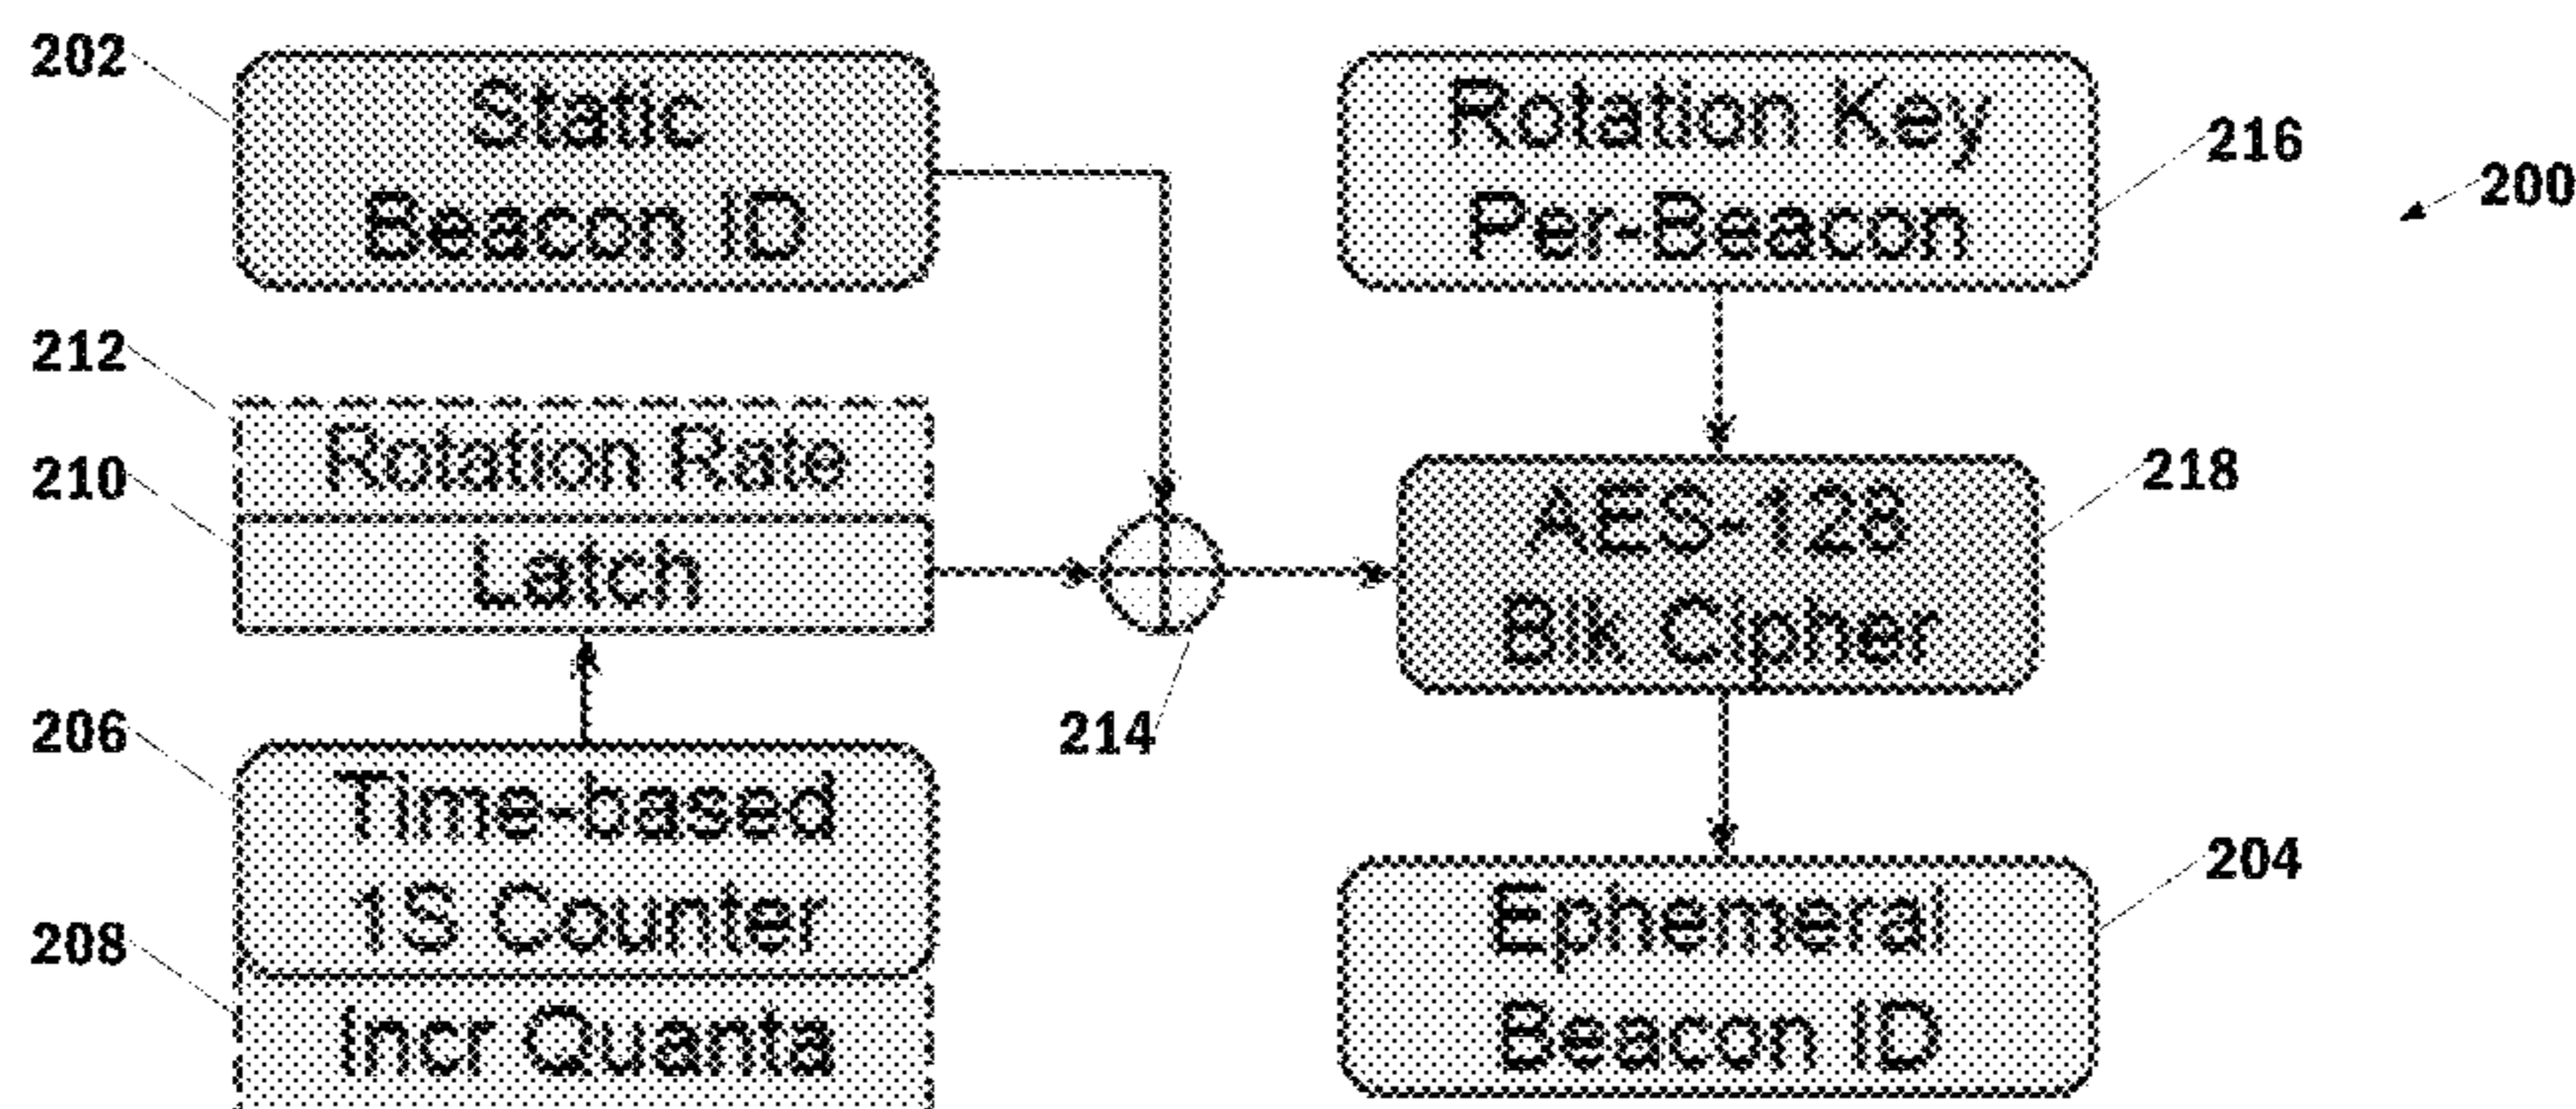 202
Static
Beacon ID
Rotation Key
Per-Beacon
216
200
212
Rotation Rate
210
Latch
214
AES-128
Blk Cipher
218
206
Time-based
1S Counter
208
Incr Quanta
Ephemeral
Beacon ID
204